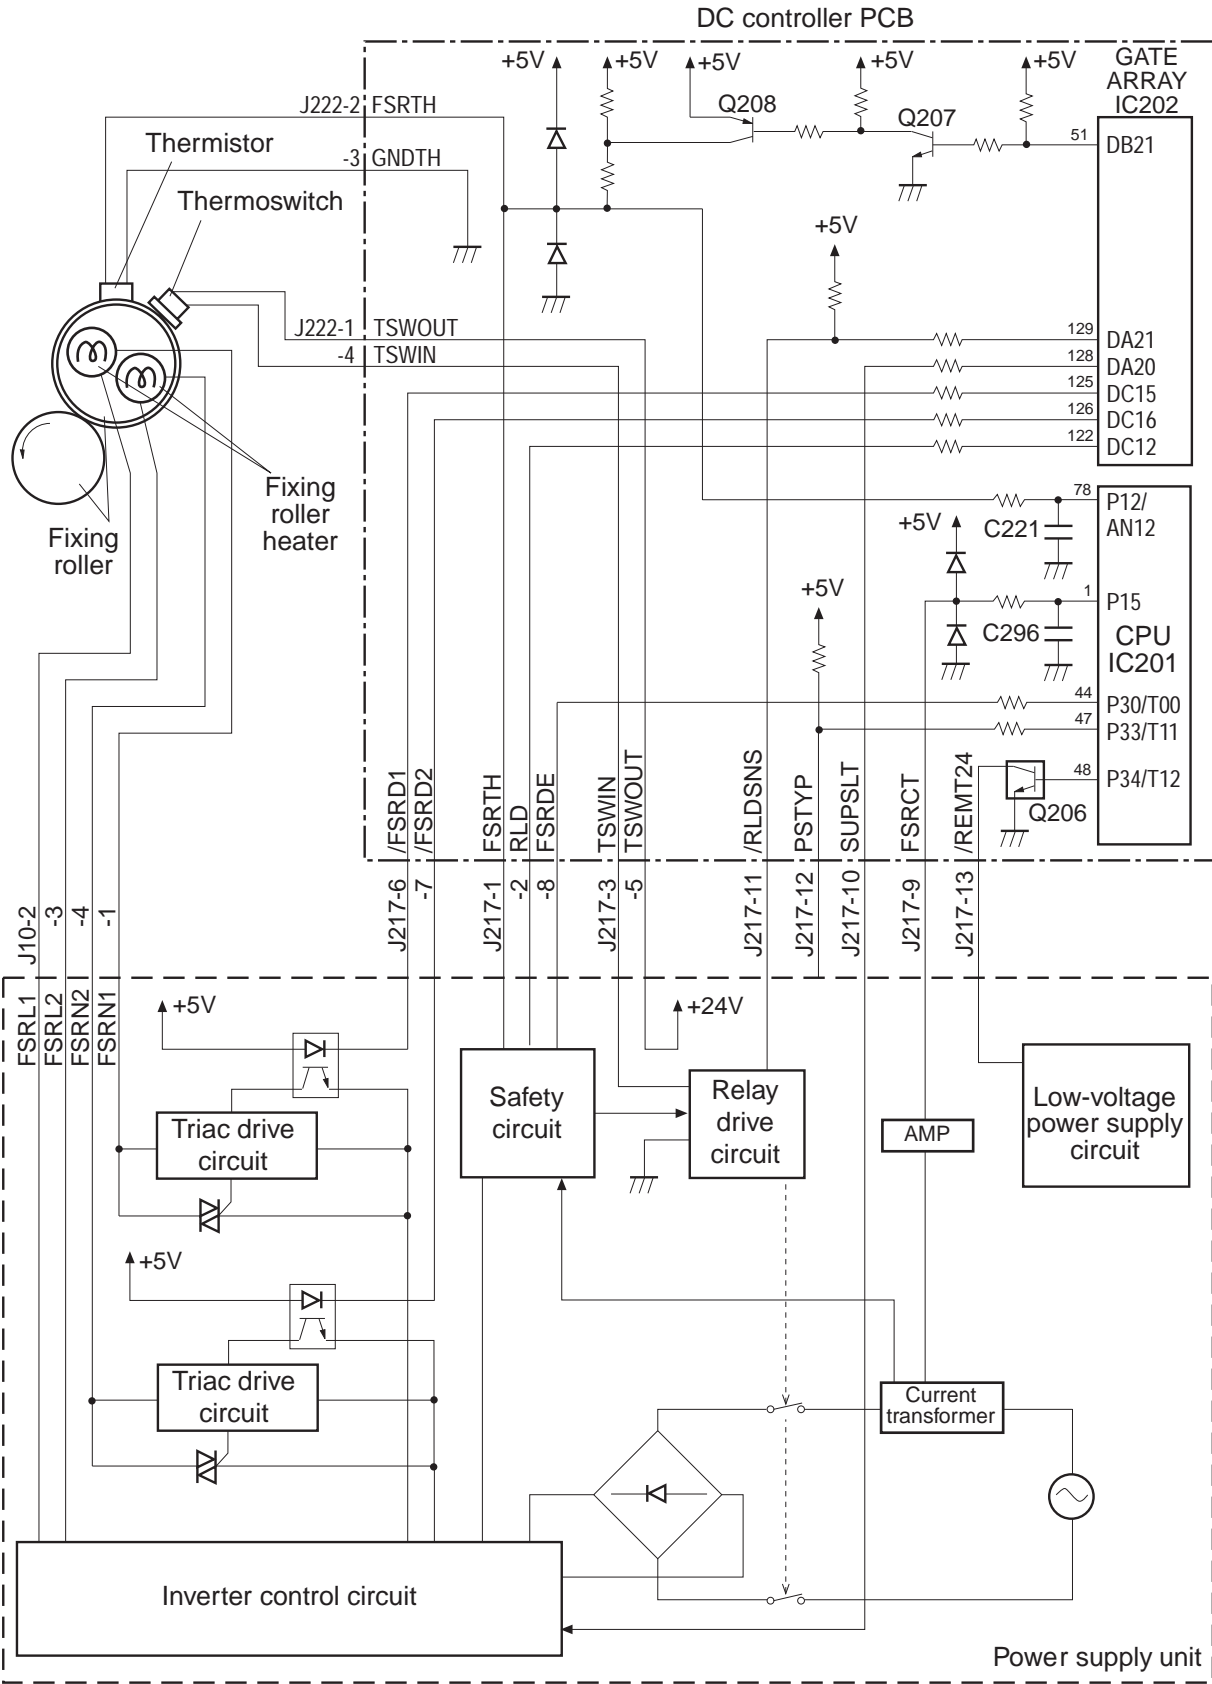 DC controller PCB
+5V
+5V
+5V
+5V
+5V
GATE
ARRAY
IC202
Q208
Q207
J222-2 FSRTH
51 DB21
Thermistor
-3 GNDTH
Thermoswitch
+5V
J222-1 TSWOUT
-4 TSWIN
129 DA21
128 DA20
125 DC15
126 DC16
122 DC12
Fixing
roller
heater
Fixing
roller
78 P12/
AN12
+5V
C221
+5V
1 P15
C296
CPU
IC201
44 P30/T00
47 P33/T11
48 P34/T12
Q206
/FSRD1
/FSRD2
FSRTH
RLD
FSRDE
TSWIN
TSWOUT
/RLDSNS
PSTYP
SUPSLT
FSRCT
/REMT24
J10-2
-3
-4
-1
J217-6
-7
J217-1
-2
-8
J217-3
-5
J217-11
J217-12
J217-10
J217-9
J217-13
FSRL1
FSRL2
FSRN2
FSRN1
+5V
+24V
Safety
circuit
Relay
drive
circuit
Low-voltage
power supply
circuit
AMP
Triac drive
circuit
+5V
Triac drive
circuit
Current
transformer
Inverter control circuit
Power supply unit